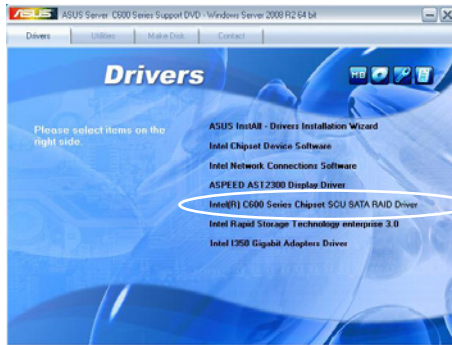 ASUS ASUS Server C600 Series Support DVD - Windows Server 2008 R2 64 bit
Drivers Utilities Make Disk Contact
Drivers
MB
Please select items on the
right side.
ASUS InstAll - Drivers Installation Wizard
Intel Chipset Device Software
Intel Network Connections Software
ASPEED AST2300 Display Driver
Intel(R) C600 Series Chipset SCU SATA RAID Driver
Intel Rapid Storage Technology enterprise 3.0
Intel I350 Gigabit Adapters Driver